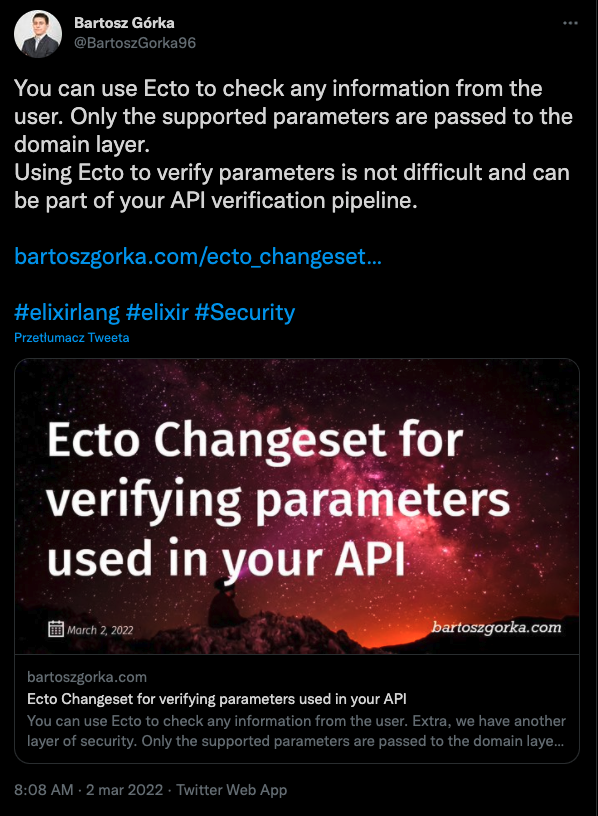 Bartosz Górka
@BartoszGorka96
You can use Ecto to check any information from the
user. Only the supported parameters are passed to the
domain layer.
Using Ecto to verify parameters is not difficult and can
be part of your API verification pipeline.
bartoszgorka.com/ecto_changeset…
#elixirlang #elixir #Security
Przetłumacz Tweeta
Ecto Changeset for
verifying parameters
used in your API
March 2, 2022
bartoszgorka.com
bartoszgorka.com
Ecto Changeset for verifying parameters used in your API
You can use Ecto to check any information from the user. Extra, we have another
layer of security. Only the supported parameters are passed to the domain laye…
8:08 AM · 2 mar 2022 · Twitter Web App